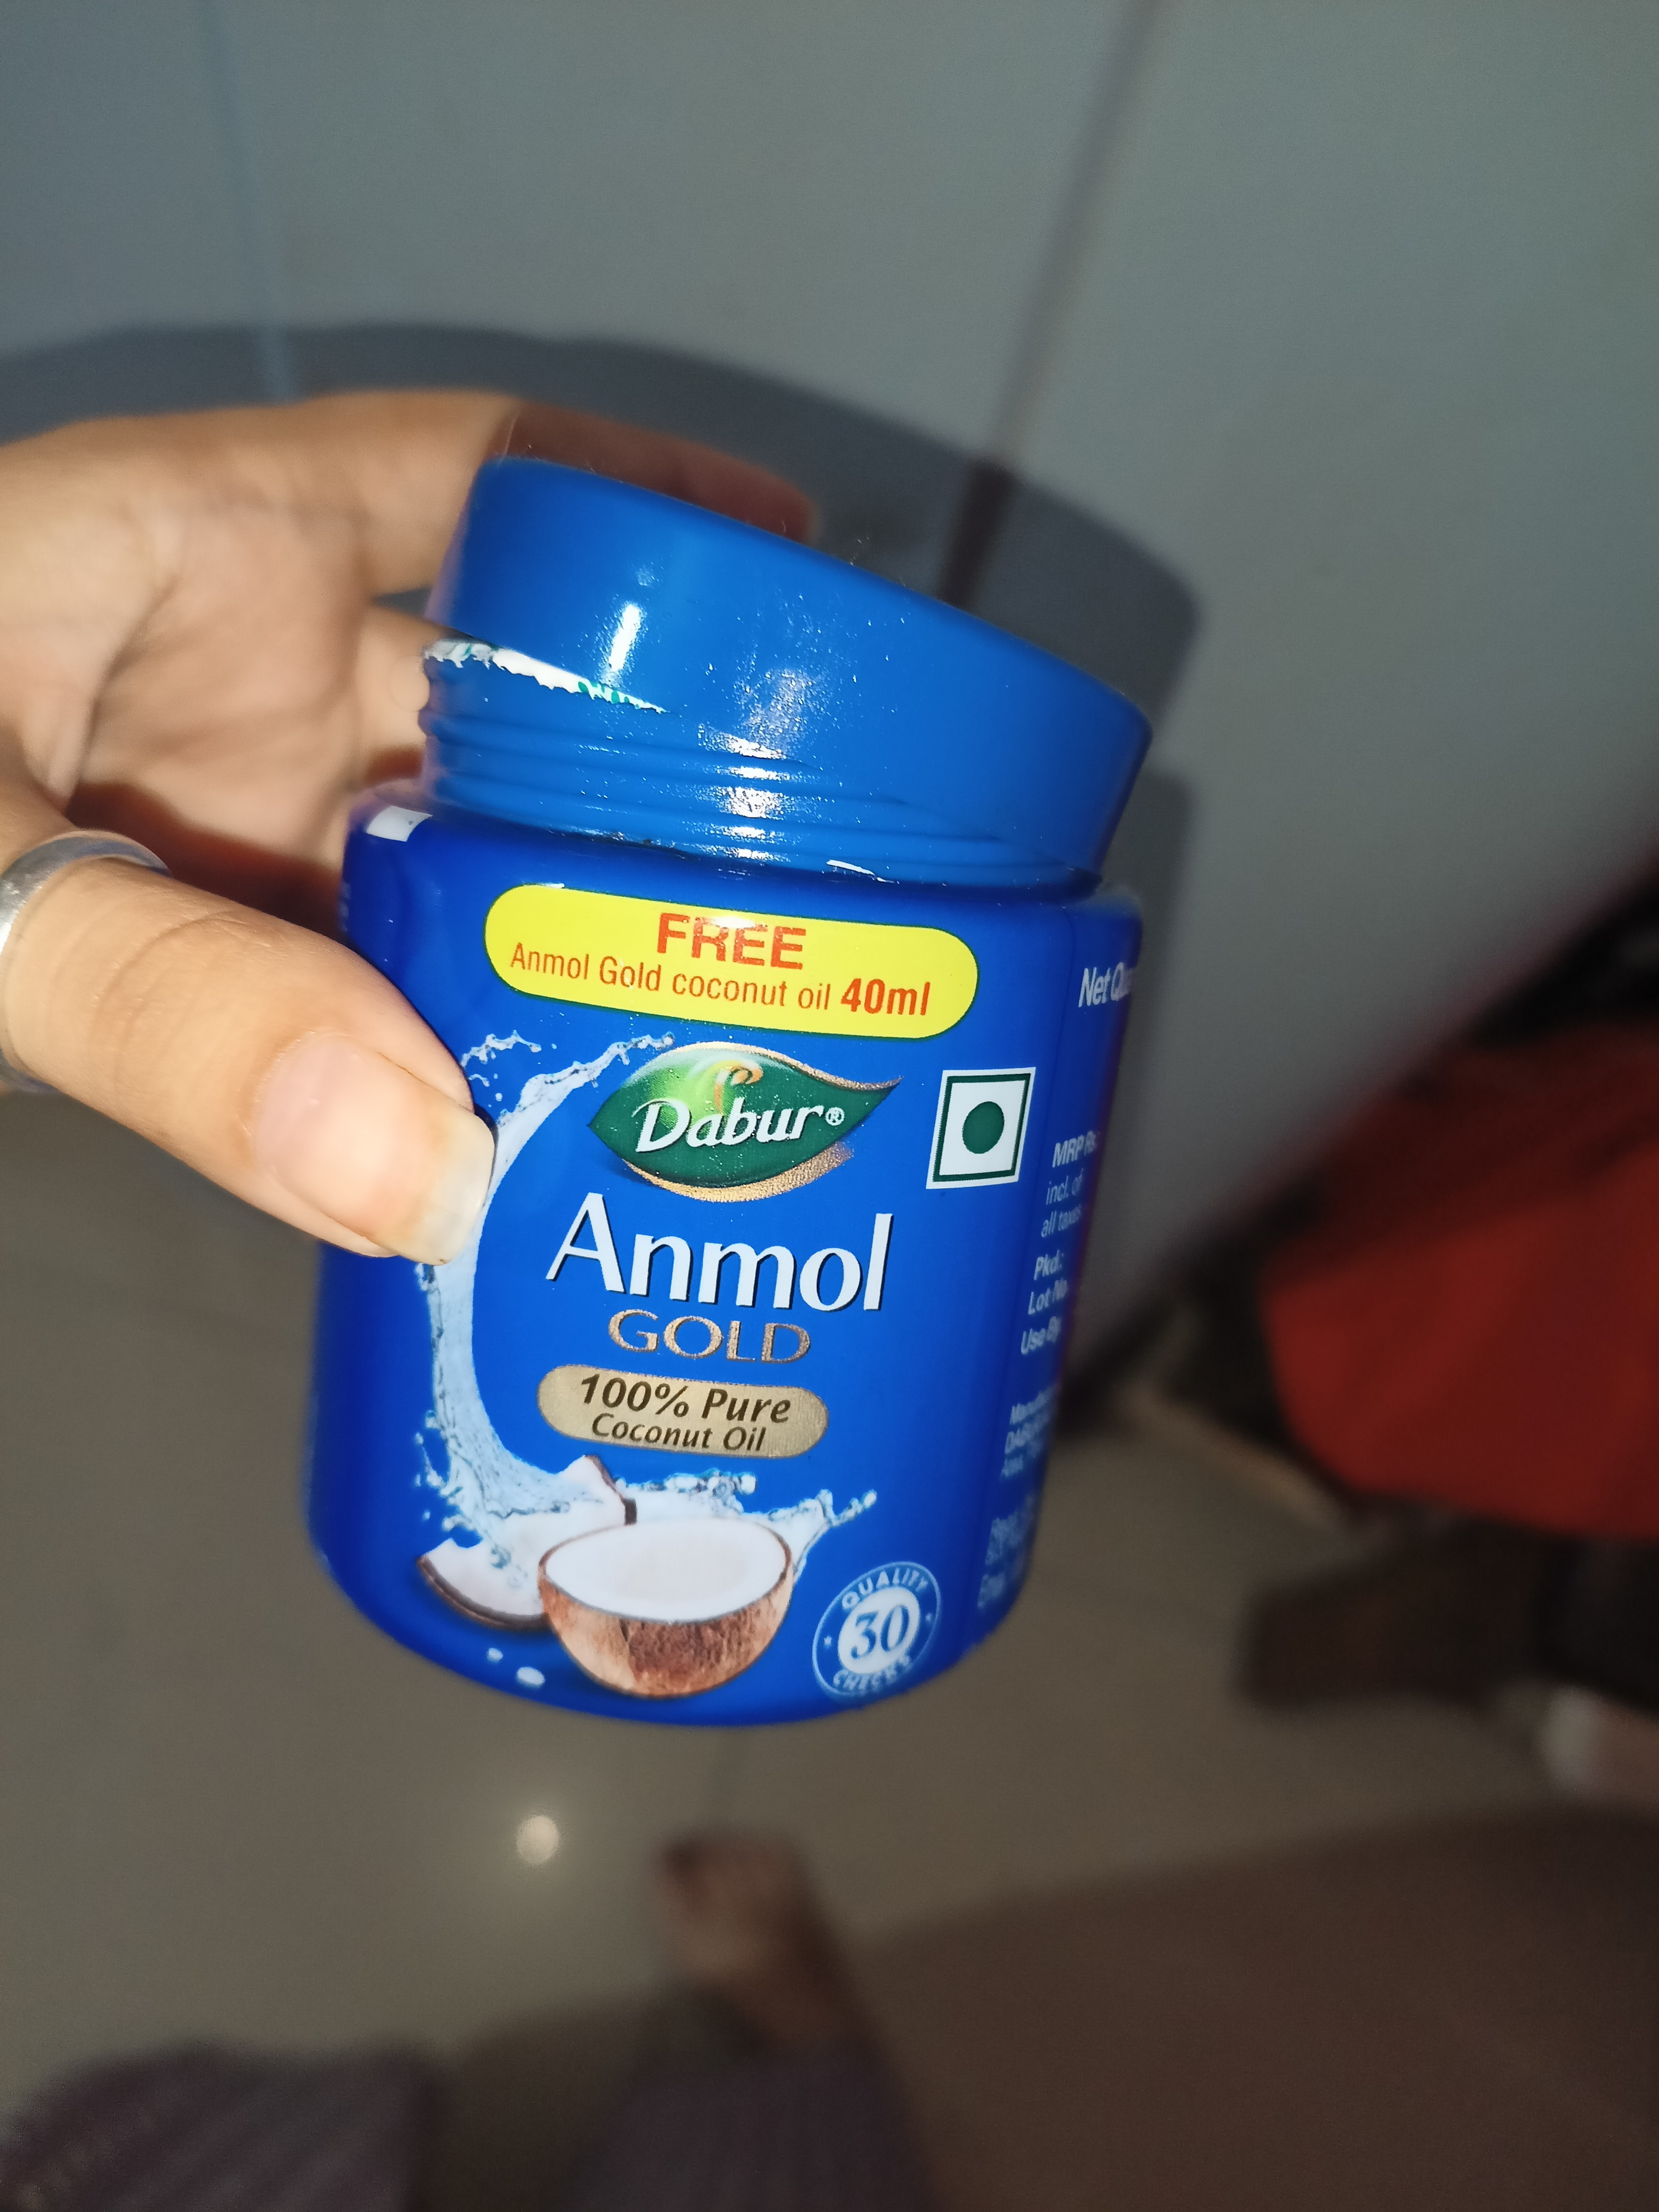 FREE
Anmol Gold coconut oil 40ml
Dabur®
Anmol
GOLD
100% Pure
Coconut Oil
QUALITY
30
CHECKS
Net
MRP Rs.
incl. of
all taxes
Pkd.:
Lot No.
Use By